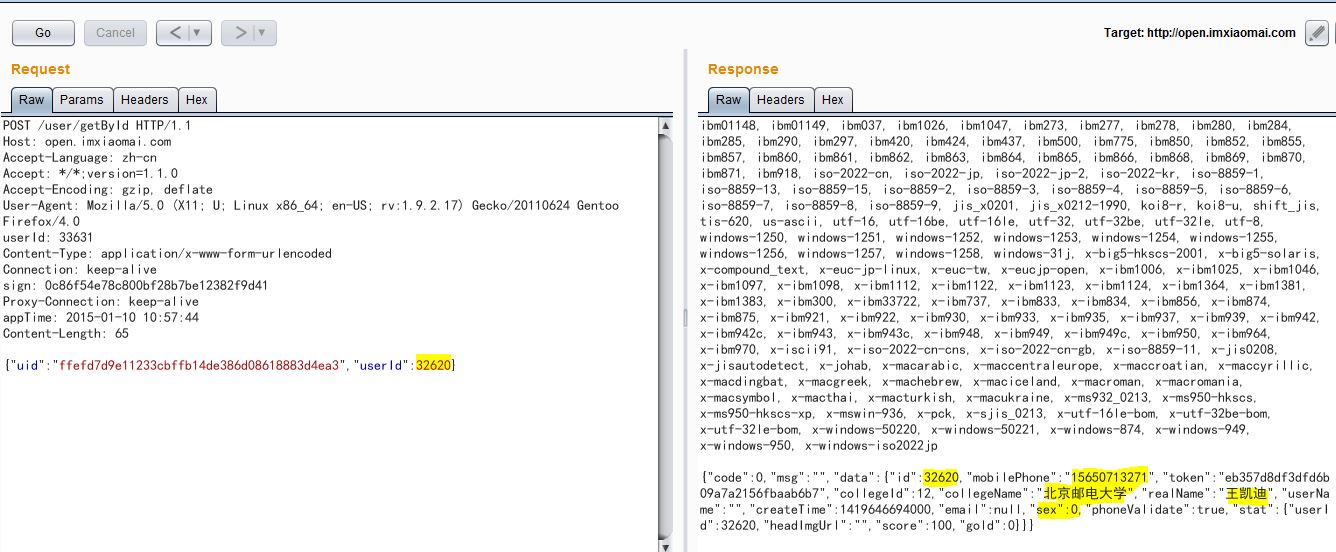 Go
Cancel
<
>
Target: http://open.imxiaomai.com
Request
Raw
Params
Headers
Hex
POST /user/getById HTTP/1.1
Host: open.imxiaomai.com
Accept-Language: zh-cn
Accept: */*;version=1.1.0
Accept-Encoding: gzip, deflate
User-Agent: Mozilla/5.0 (X11; U; Linux x86_64; en-US; rv:1.9.2.17) Gecko/20110624 Gentoo
Firefox/4.0
userId: 33631
Content-Type: application/x-www-form-urlencoded
Connection: keep-alive
sign: 0c86f54e78c800bf28b7be12382f9d41
Proxy-Connection: keep-alive
appTime: 2015-01-10 10:57:44
Content-Length: 65
{"uid":"ffefd7d9e11233cbffb14de386d08618883d4ea3","userId":32620}
Response
Raw
Headers
Hex
ibm01148, ibm01149, ibm037, ibm1026, ibm1047, ibm273, ibm277, ibm278, ibm280, ibm284,
ibm285, ibm290, ibm297, ibm420, ibm424, ibm437, ibm500, ibm775, ibm850, ibm852, ibm855,
ibm857, ibm860, ibm861, ibm862, ibm863, ibm864, ibm865, ibm866, ibm868, ibm869, ibm870,
ibm871, ibm918, iso-2022-cn, iso-2022-jp, iso-2022-jp-2, iso-2022-kr, iso-8859-1,
iso-8859-13, iso-8859-15, iso-8859-2, iso-8859-3, iso-8859-4, iso-8859-5, iso-8859-6,
iso-8859-7, iso-8859-8, iso-8859-9, jis_x0201, jis_x0212-1990, koi8-r, koi8-u, shift_jis,
tis-620, us-ascii, utf-16, utf-16be, utf-16le, utf-32, utf-32be, utf-32le, utf-8,
windows-1250, windows-1251, windows-1252, windows-1253, windows-1254, windows-1255,
windows-1256, windows-1257, windows-1258, windows-31j, x-big5-hkscs-2001, x-big5-solaris,
x-compound_text, x-euc-jp-linux, x-euc-tw, x-eucjp-open, x-ibm1006, x-ibm1025, x-ibm1046,
x-ibm1097, x-ibm1098, x-ibm1112, x-ibm1122, x-ibm1123, x-ibm1124, x-ibm1364, x-ibm1381,
x-ibm1383, x-ibm300, x-ibm33722, x-ibm737, x-ibm833, x-ibm834, x-ibm856, x-ibm874,
x-ibm875, x-ibm921, x-ibm922, x-ibm930, x-ibm933, x-ibm935, x-ibm937, x-ibm939, x-ibm942,
x-ibm942c, x-ibm943, x-ibm943c, x-ibm948, x-ibm949, x-ibm949c, x-ibm950, x-ibm964,
x-ibm970, x-iscii91, x-iso-2022-cn-cns, x-iso-2022-cn-gb, x-iso-8859-11, x-jis0208,
x-jisautodetect, x-johab, x-macarabic, x-maccentraleurope, x-maccroatian, x-maccyrillic,
x-macdingbat, x-macgreek, x-machebrew, x-maciceland, x-macroman, x-macromania,
x-macsymbol, x-macthai, x-macturkish, x-macukraine, x-ms932_0213, x-ms950-hkscs,
x-ms950-hkscs-xp, x-mswin-936, x-pck, x-sjis_0213, x-utf-16le-bom, x-utf-32be-bom,
x-utf-32le-bom, x-windows-50220, x-windows-50221, x-windows-874, x-windows-949,
x-windows-950, x-windows-iso2022jp
{"code":0,"msg":"","data":{"id":32620,"mobilePhone":"15650713271","token":"eb357d8df3dfd6b
09a7a2156fbaab6b7","collegeId":12,"collegeName":"北京邮电大学","realName":"王凯迪","userNa
me":"","createTime":1419646694000,"email":null,"sex":0,"phoneValidate":true,"stat":{"userI
d":32620,"headImgUrl":"","score":100,"gold":0}}}